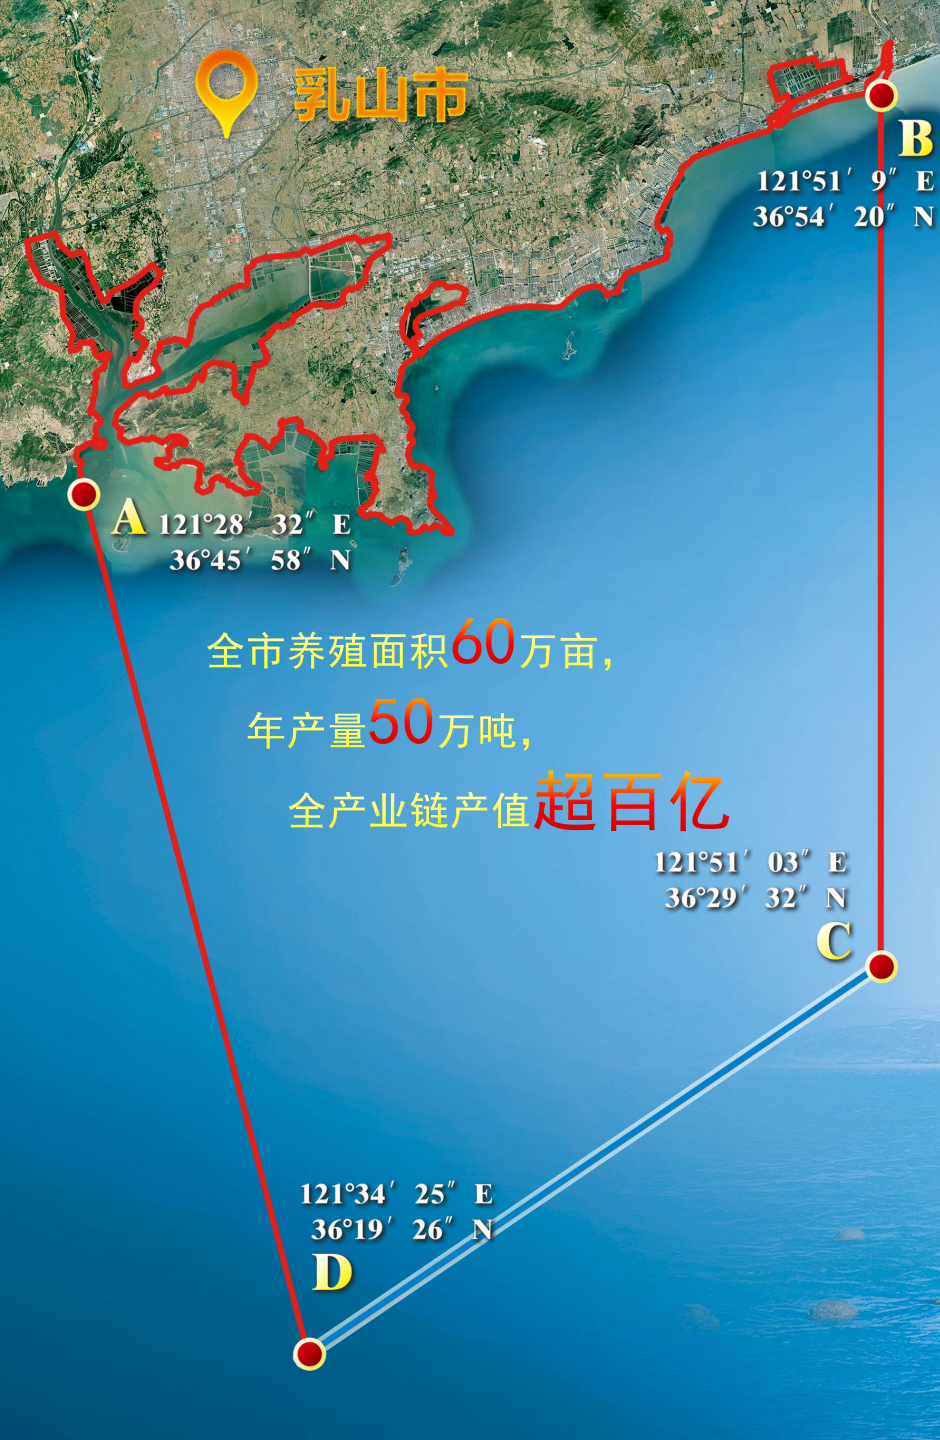 乳山市
B
121°51′ 9″ E
36°54′ 20″ N
A 121°28′ 32″ E
36°45′ 58″ N
全市养殖面积60万亩，
年产量50万吨，
全产业链产值超百亿
121°51′ 03″ E
36°29′ 32″ N
C
121°34′ 25″ E
36°19′ 26″ N
D